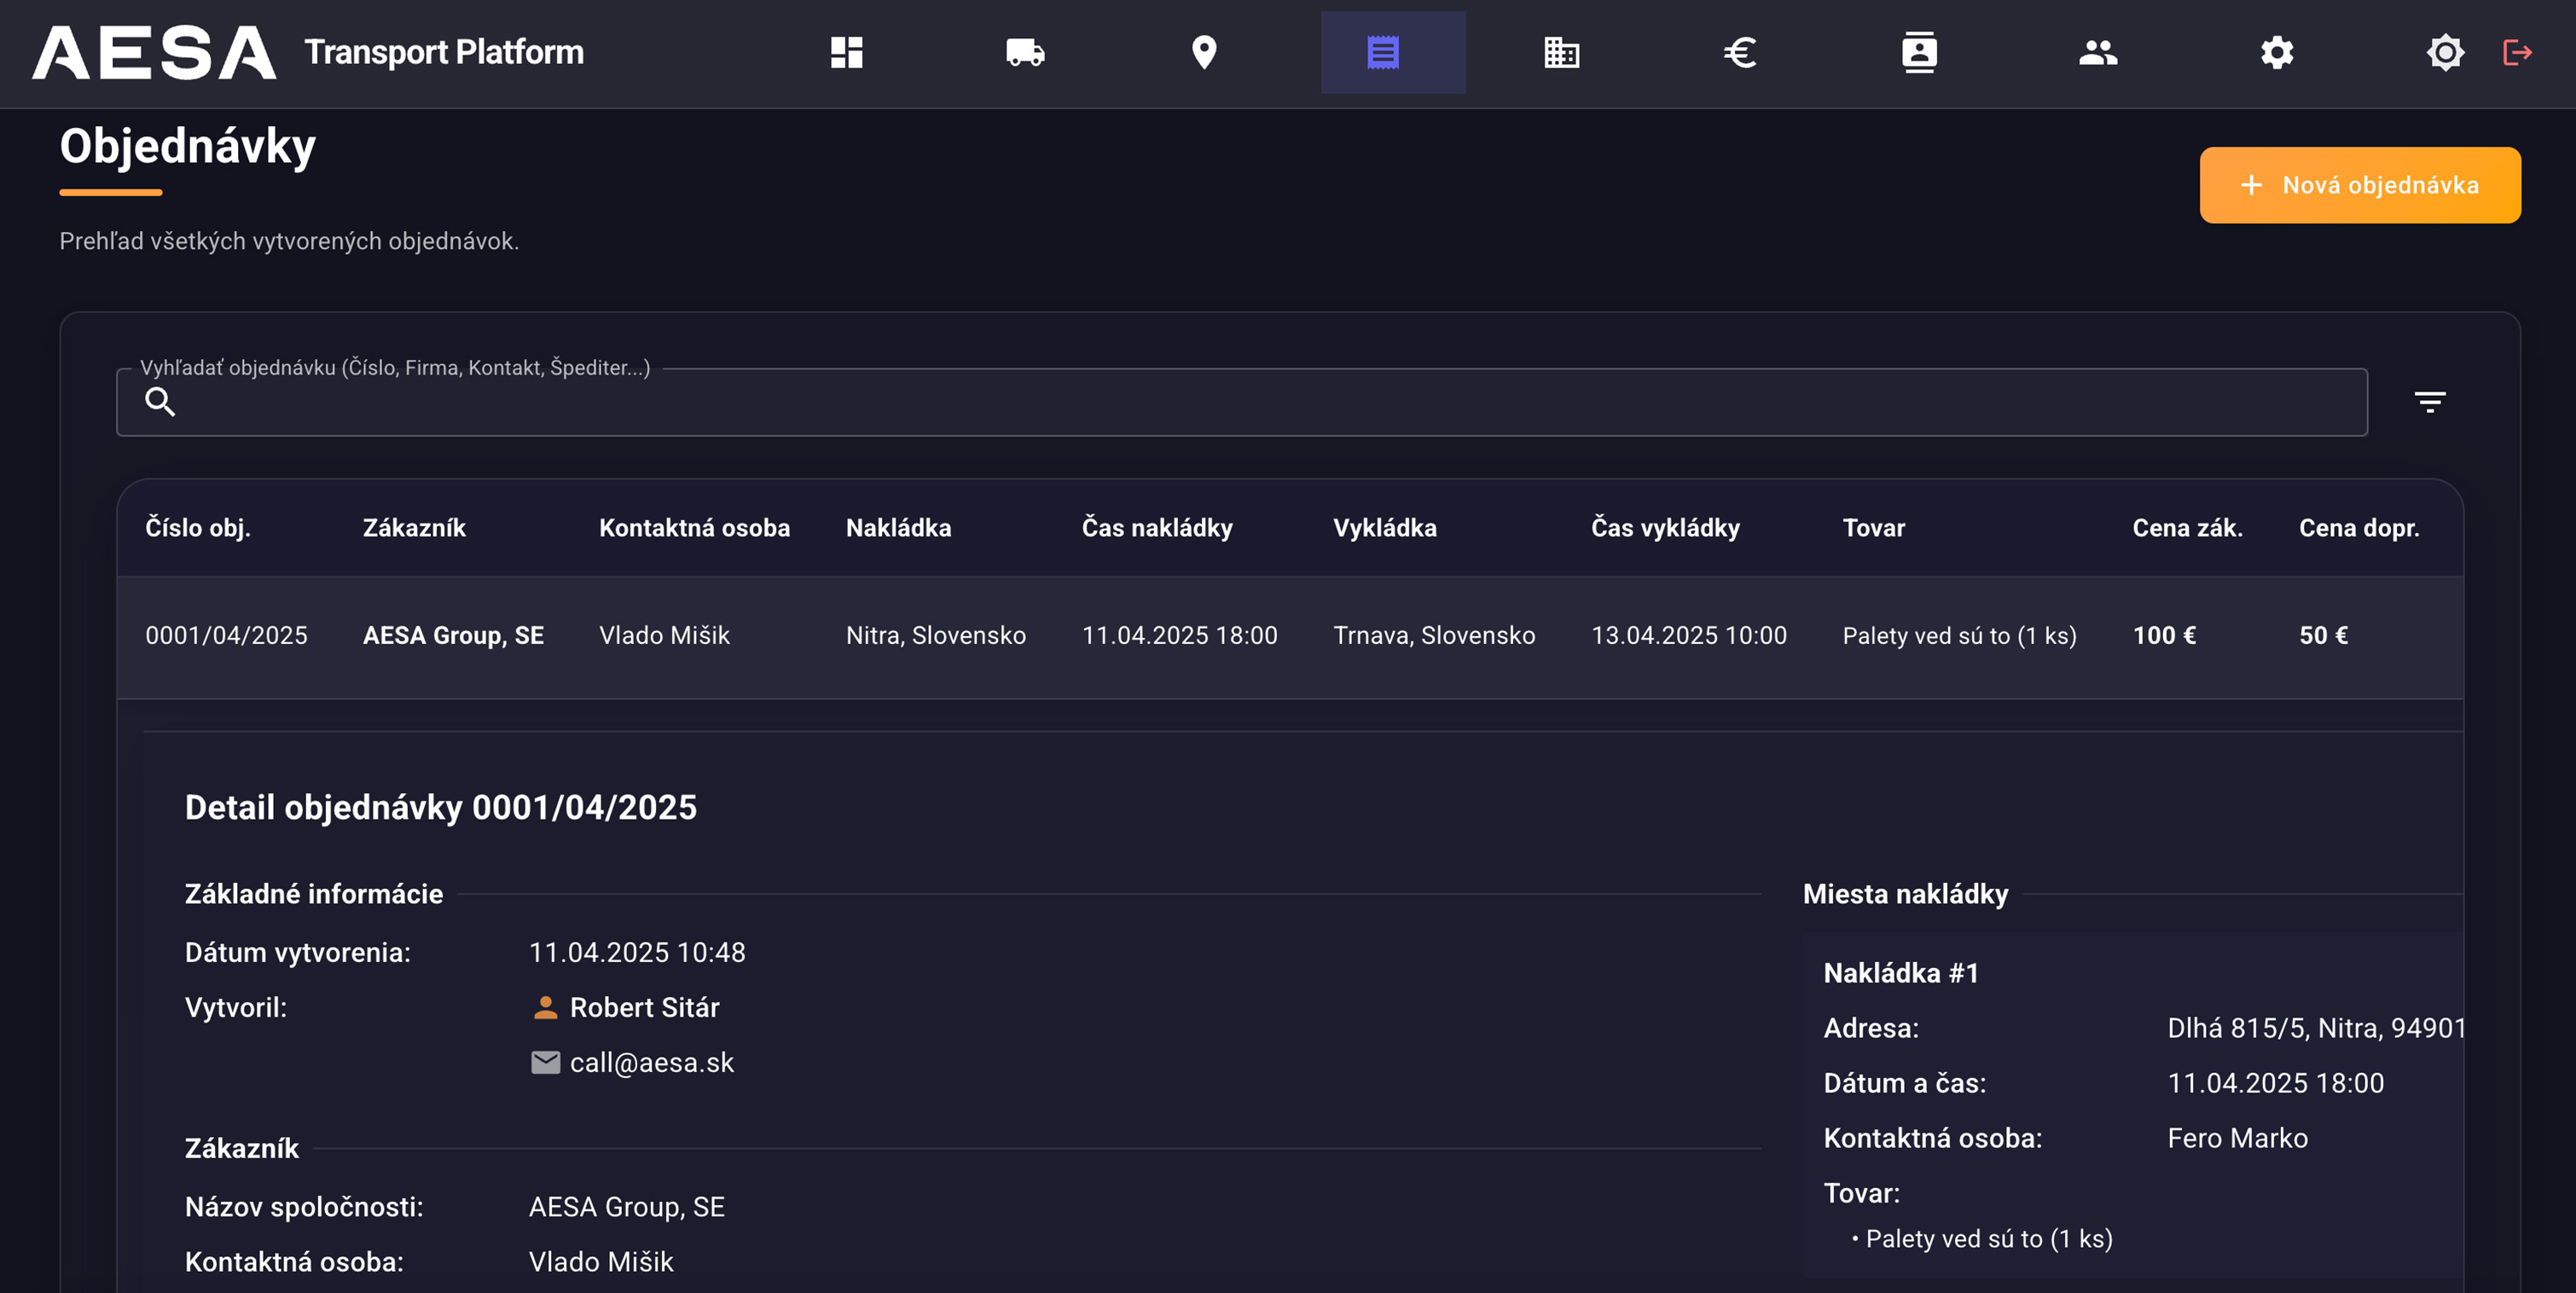 AESA Transport Platform
Objednávky
+ Nová objednávka
Prehľad všetkých vytvorených objednávok.
Vyhľadať objednávku (Číslo, Firma, Kontakt, Špediter...)
Číslo obj. Zákazník Kontaktná osoba Nakládka Čas nakládky Vykládka Čas vykládky Tovar Cena zák. Cena dopr.
0001/04/2025 AESA Group, SE Vlado Mišik Nitra, Slovensko 11.04.2025 18:00 Trnava, Slovensko 13.04.2025 10:00 Palety ved sú to (1 ks) 100 € 50 €
Detail objednávky 0001/04/2025
Základné informácie
Dátum vytvorenia: 11.04.2025 10:48
Vytvoril: Robert Sitár
call@aesa.sk
Zákazník
Názov spoločnosti: AESA Group, SE
Kontaktná osoba: Vlado Mišik
Miesta nakládky
Nakládka #1
Adresa: Dlhá 815/5, Nitra, 94901
Dátum a čas: 11.04.2025 18:00
Kontaktná osoba: Fero Marko
Tovar:
• Palety ved sú to (1 ks)